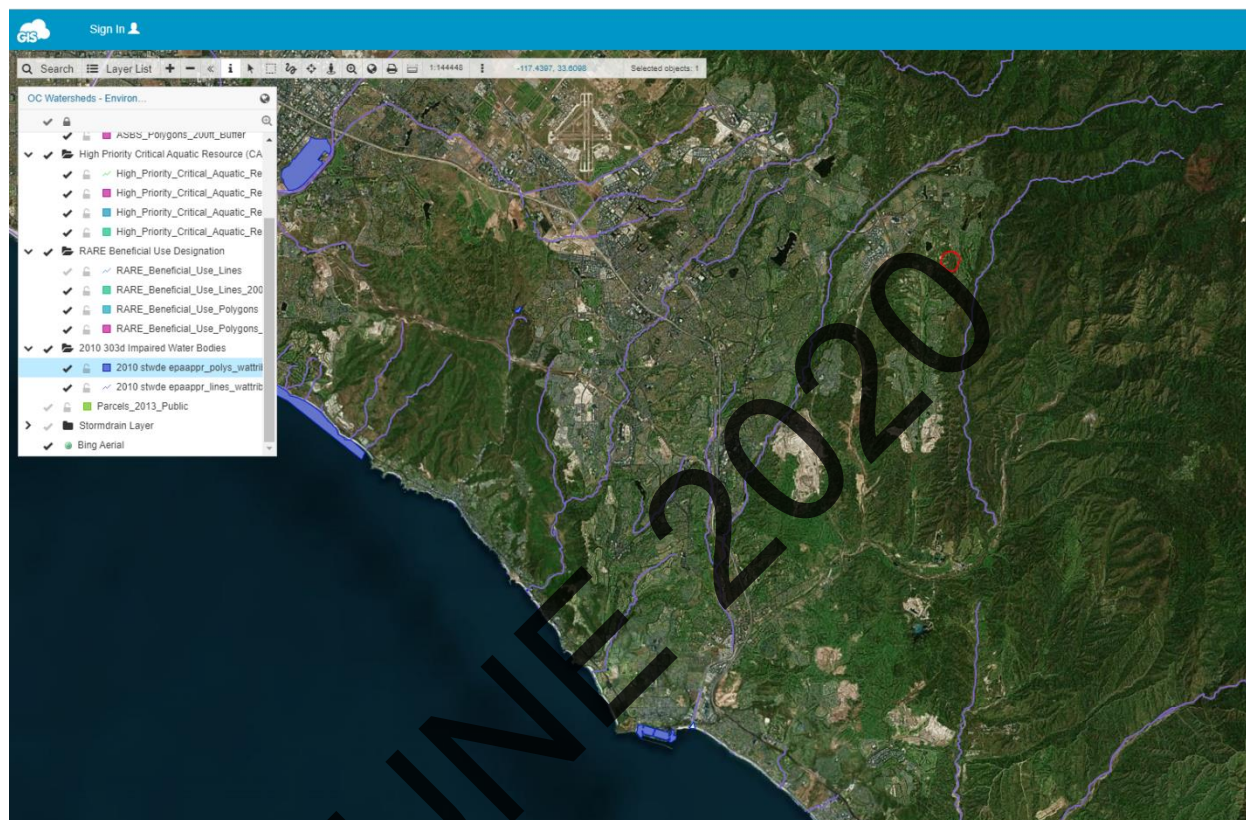 GIS
Sign In
Search Layer List 1:144448 -117.4397, 33.6098 Selected objects: 1
OC Watersheds - Environ...
ASBS_Polygons_200ft_Buffer
High Priority Critical Aquatic Resource (CA
High_Priority_Critical_Aquatic_Re
High_Priority_Critical_Aquatic_Re
High_Priority_Critical_Aquatic_Re
High_Priority_Critical_Aquatic_Re
RARE Beneficial Use Designation
RARE_Beneficial_Use_Lines
RARE_Beneficial_Use_Lines_200
RARE_Beneficial_Use_Polygons
RARE_Beneficial_Use_Polygons_
2010 303d Impaired Water Bodies
2010 stwde epaappr_polys_wattrib
2010 stwde epaappr_lines_wattrib
Parcels_2013_Public
Stormdrain Layer
Bing Aerial
INE 2020